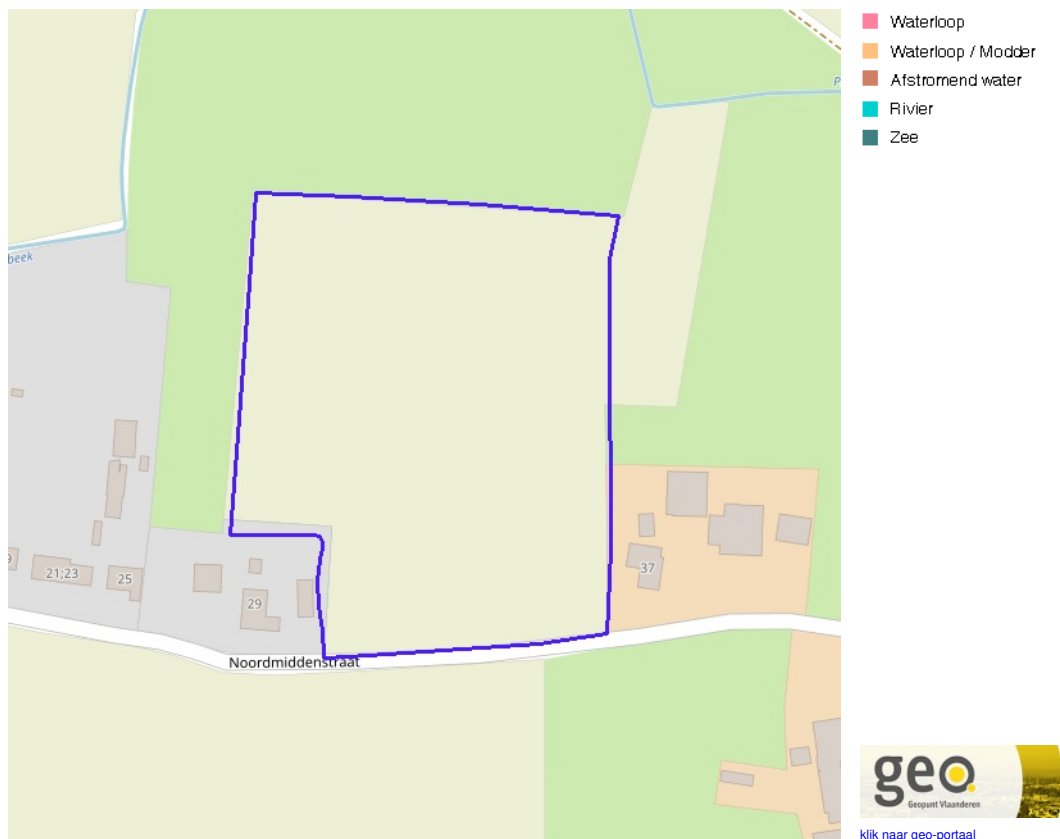 Waterloop
Waterloop / Modder
Afstromend water
Rivier
Zee
P
beek
9
21;23
25
29
37
Noordmiddenstraat
geo.
Geopunt Vlaanderen
klik naar geo-portaal